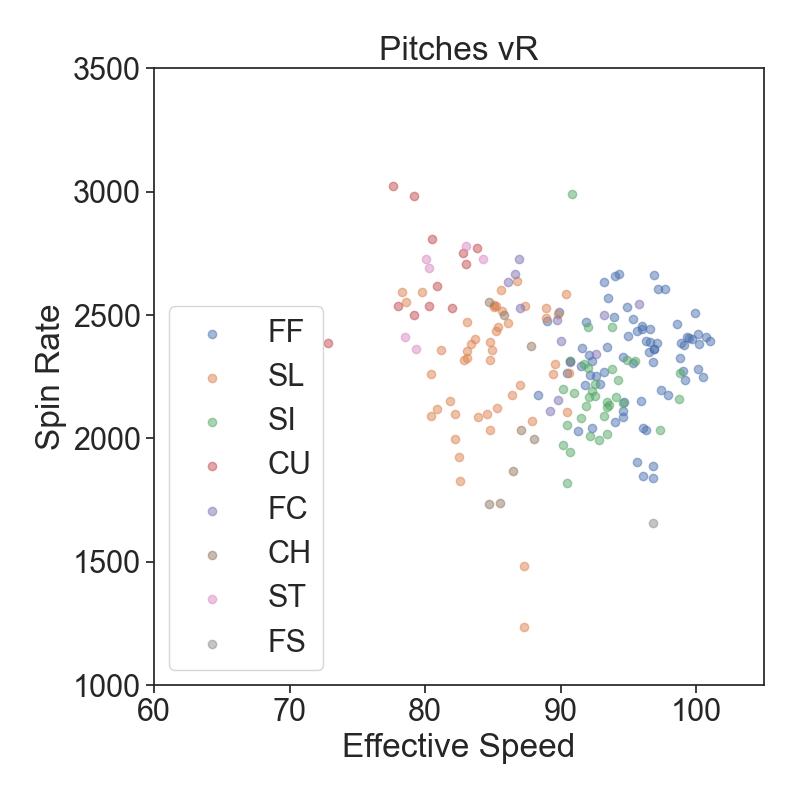 Pitches vR
3500
3000
2500
2000
1500
1000
Spin Rate
FF
SL
SI
CU
FC
CH
ST
FS
60 70 80 90 100
Effective Speed